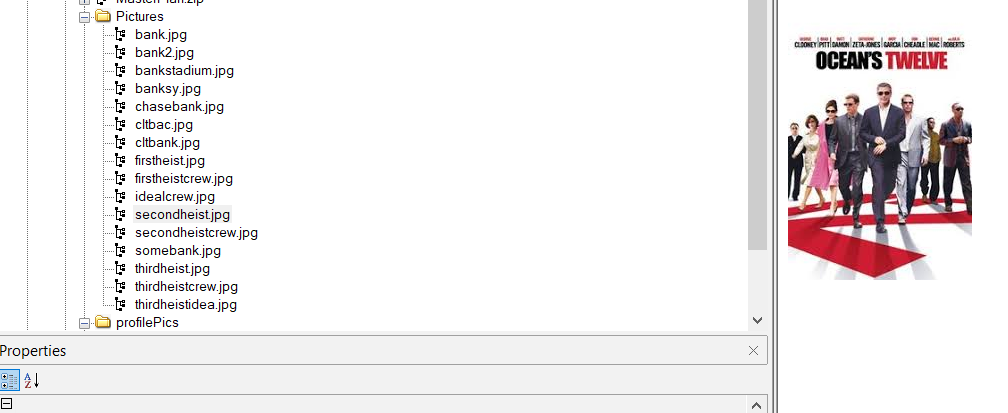 MasterPlan.zip
Pictures
bank.jpg
bank2.jpg
bankstadium.jpg
banksy.jpg
chasebank.jpg
cltbac.jpg
cltbank.jpg
firstheist.jpg
firstheistcrew.jpg
idealcrew.jpg
secondheist.jpg
secondheistcrew.jpg
somebank.jpg
thirdheist.jpg
thirdheistcrew.jpg
thirdheistidea.jpg
profilePics
Properties
A
Z
GEORGE CLOONEY BRAD PITT MATT DAMON CATHERINE ZETA-JONES ANDY GARCIA DON CHEADLE BERNIE MAC JULIA ROBERTS
OCEAN'S TWELVE